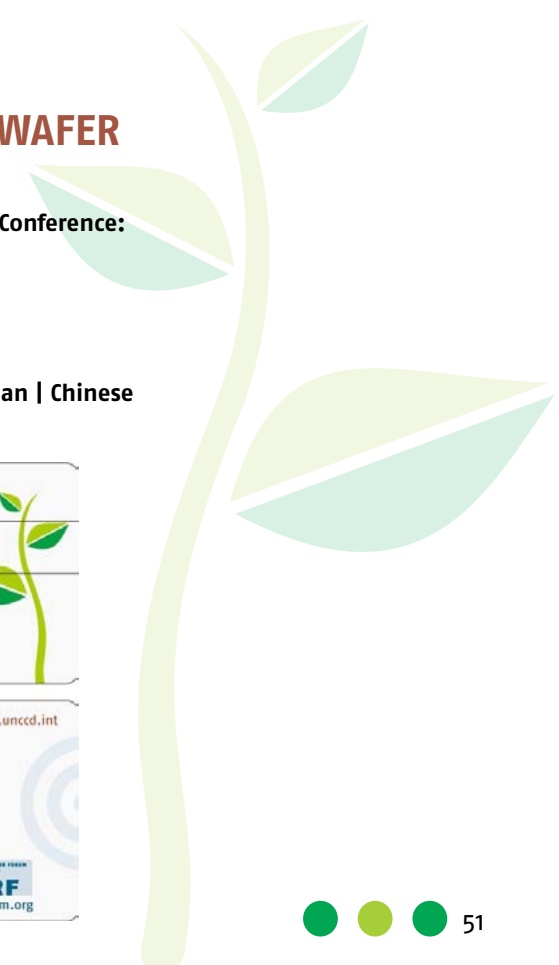 WAFER
Conference:
an | Chinese
.unccd.int
RF
m.org
51